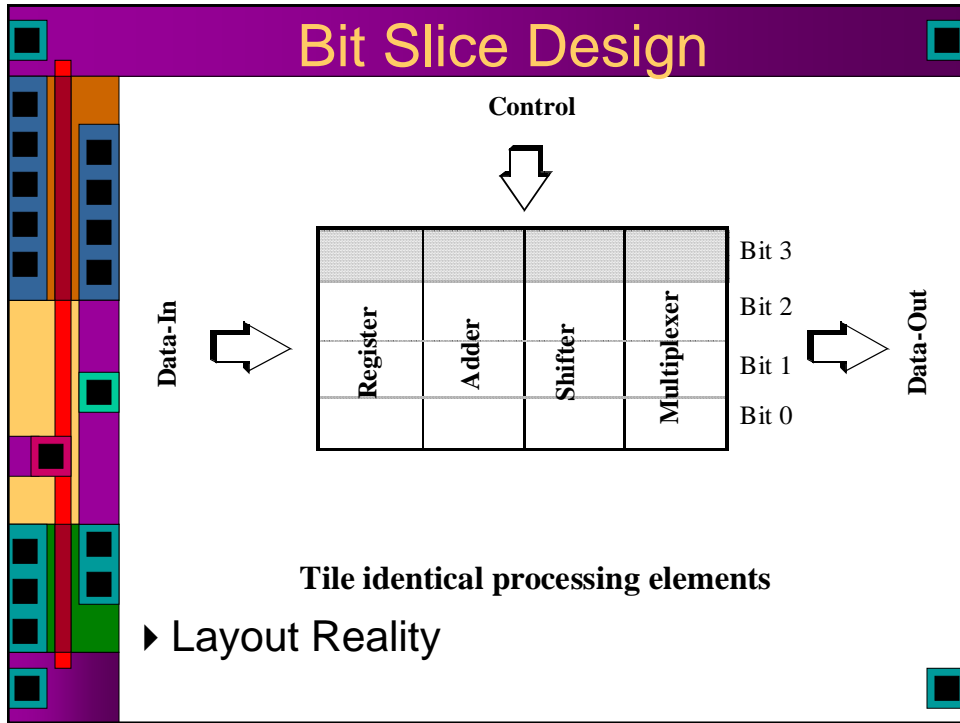 Bit Slice Design
Control
Bit 3
Bit 2
Bit 1
Bit 0
Data-In
Register
Adder
Shifter
Multiplexer
Data-Out
Tile identical processing elements
Layout Reality